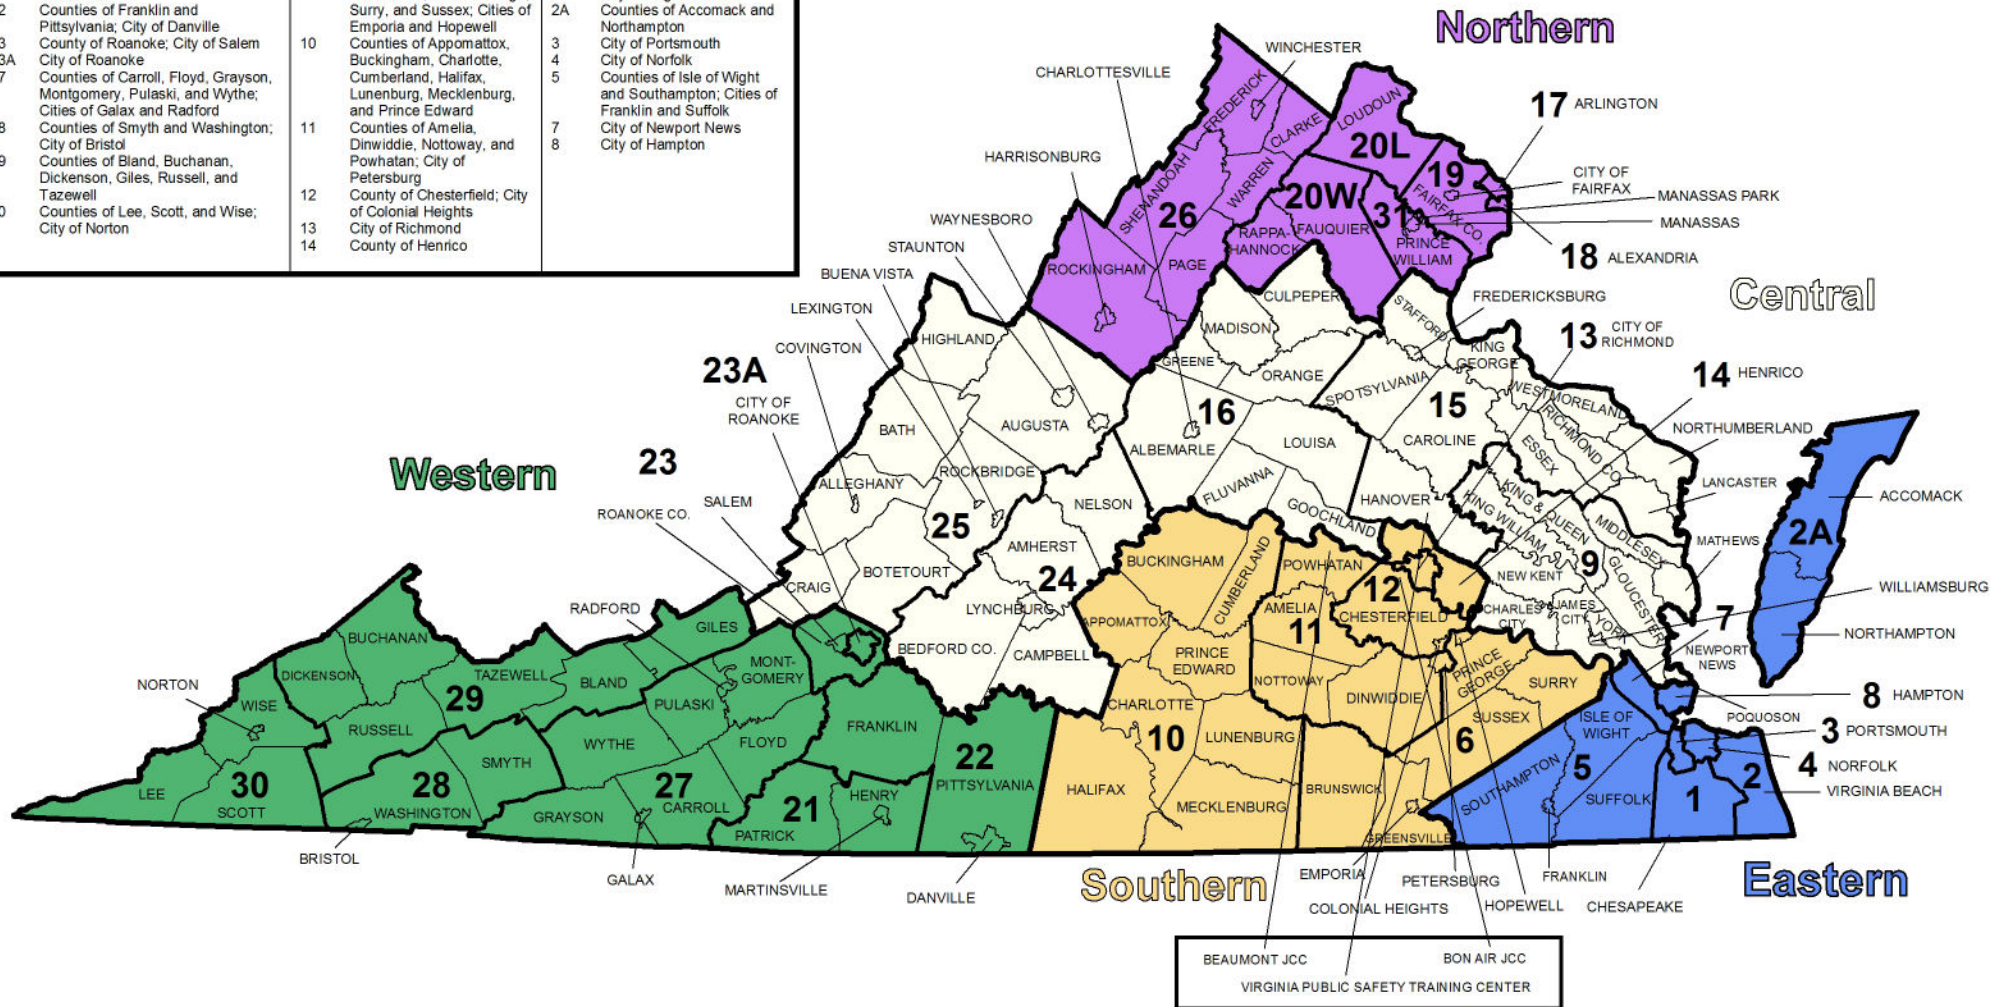 2 Counties of Franklin and
Pittsylvania; City of Danville
3 County of Roanoke; City of Salem
3A City of Roanoke
7 Counties of Carroll, Floyd, Grayson,
Montgomery, Pulaski, and Wythe;
Cities of Galax and Radford
8 Counties of Smyth and Washington;
City of Bristol
9 Counties of Bland, Buchanan,
Dickenson, Giles, Russell, and
Tazewell
0 Counties of Lee, Scott, and Wise;
City of Norton
Surry, and Sussex; Cities of
Emporia and Hopewell
10 Counties of Appomattox,
Buckingham, Charlotte,
Cumberland, Halifax,
Lunenburg, Mecklenburg,
and Prince Edward
11 Counties of Amelia,
Dinwiddie, Nottoway, and
Powhatan; City of
Petersburg
12 County of Chesterfield; City
of Colonial Heights
13 City of Richmond
14 County of Henrico
2A Counties of Accomack and
Northampton
3 City of Portsmouth
4 City of Norfolk
5 Counties of Isle of Wight
and Southampton; Cities of
Franklin and Suffolk
7 City of Newport News
8 City of Hampton
Northern
WINCHESTER
CHARLOTTESVILLE
FREDERICK
CLARKE
LOUDOUN
20L
17 ARLINGTON
HARRISONBURG
SHENANDOAH
WARREN
26
20W
19
FAIRFAX CO.
CITY OF
FAIRFAX
MANASSAS PARK
MANASSAS
31
PRINCE
WILLIAM
18 ALEXANDRIA
RAPPA-
HANNOCK
FAUQUIER
ROCKINGHAM
PAGE
WAYNESBORO
STAUNTON
BUENA VISTA
LEXINGTON
COVINGTON
Central
CULPEPER
STAFFORD
FREDERICKSBURG
MADISON
GREENE
ORANGE
KING
GEORGE
13 CITY OF
RICHMOND
14 HENRICO
HIGHLAND
23A
CITY OF
ROANOKE
BATH
AUGUSTA
16
ALBEMARLE
LOUISA
SPOTSYLVANIA
15
CAROLINE
WESTMORELAND
RICHMOND CO.
ESSEX
NORTHUMBERLAND
LANCASTER
Western
23
SALEM
ROANOKE CO.
ALLEGHANY
ROCKBRIDGE
25
NELSON
FLUVANNA
GOOCHLAND
HANOVER
KING WILLIAM
KING & QUEEN
MIDDLESEX
MATHEWS
9
GLOUCESTER
ACCOMACK
2A
NORTHAMPTON
AMHERST
24
BOTETOURT
CRAIG
LYNCHBURG
BEDFORD CO.
CAMPBELL
BUCKINGHAM
CUMBERLAND
POWHATAN
12
CHESTERFIELD
NEW KENT
CHARLES
CITY
JAMES
CITY
YORK
WILLIAMSBURG
7
NEWPORT
NEWS
8 HAMPTON
POQUOSON
3 PORTSMOUTH
4 NORFOLK
VIRGINIA BEACH
RADFORD
GILES
BUCHANAN
DICKENSON
TAZEWELL
29
BLAND
MONT-
GOMERY
PULASKI
NORTON
WISE
RUSSELL
WYTHE
FLOYD
FRANKLIN
APPOMATTOX
AMELIA
11
PRINCE
EDWARD
NOTTOWAY
DINWIDDIE
PRINCE
GEORGE
SURRY
SUSSEX
6
CHARLOTTE
10
LUNENBURG
ISLE OF
WIGHT
5
SOUTHAMPTON
SUFFOLK
1
2
SMYTH
28
WASHINGTON
LEE
30
SCOTT
27
CARROLL
GRAYSON
21
HENRY
PATRICK
22
PITTSYLVANIA
HALIFAX
MECKLENBURG
BRUNSWICK
GREENSVILLE
BRISTOL
GALAX
MARTINSVILLE
DANVILLE
Southern
EMPORIA
PETERSBURG
COLONIAL HEIGHTS
HOPEWELL
FRANKLIN
CHESAPEAKE
Eastern
BEAUMONT JCC
BON AIR JCC
VIRGINIA PUBLIC SAFETY TRAINING CENTER